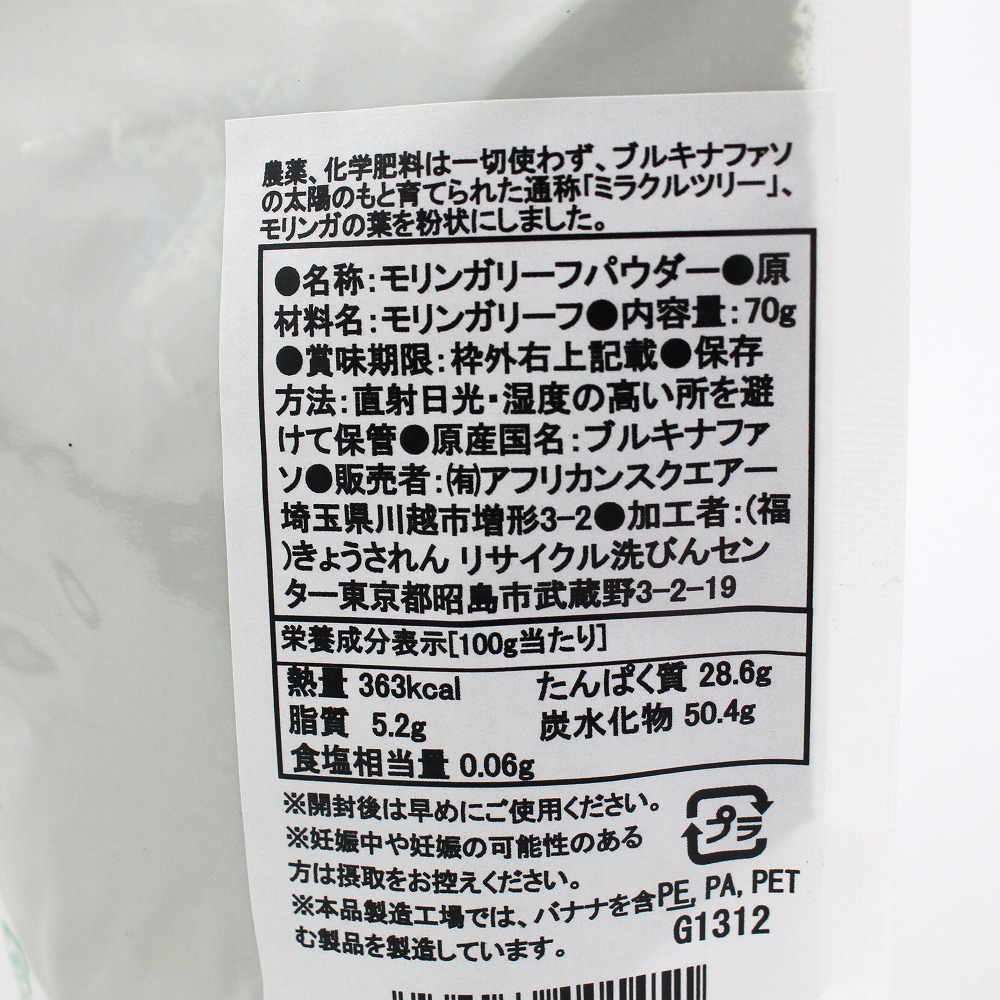 農薬、化学肥料は一切使わず、ブルキナファソ
の太陽のもと育てられた通称「ミラクルツリー」、
モリンガの葉を粉状にしました。
●名称:モリンガリーフパウダー●原
材料名:モリンガリーフ●内容量:70g
●賞味期限:枠外右上記載●保存
方法:直射日光・湿度の高い所を避
けて保管●原産国名:ブルキナファ
ソ●販売者:㈲アフリカンスクエアー
埼玉県川越市増形3-2●加工者:(福
)きょうされん リサイクル洗びんセン
ター東京都昭島市武蔵野3-2-19
栄養成分表示[100g当たり]
熱量 363kcal たんぱく質 28.6g
脂質 5.2g 炭水化物 50.4g
食塩相当量 0.06g
※開封後は早めにご使用ください。
※妊娠中や妊娠の可能性のある
方は摂取をお控えください。
※本品製造工場では、バナナを含
む製品を製造しています。
プラ
PE, PA, PET
G1312